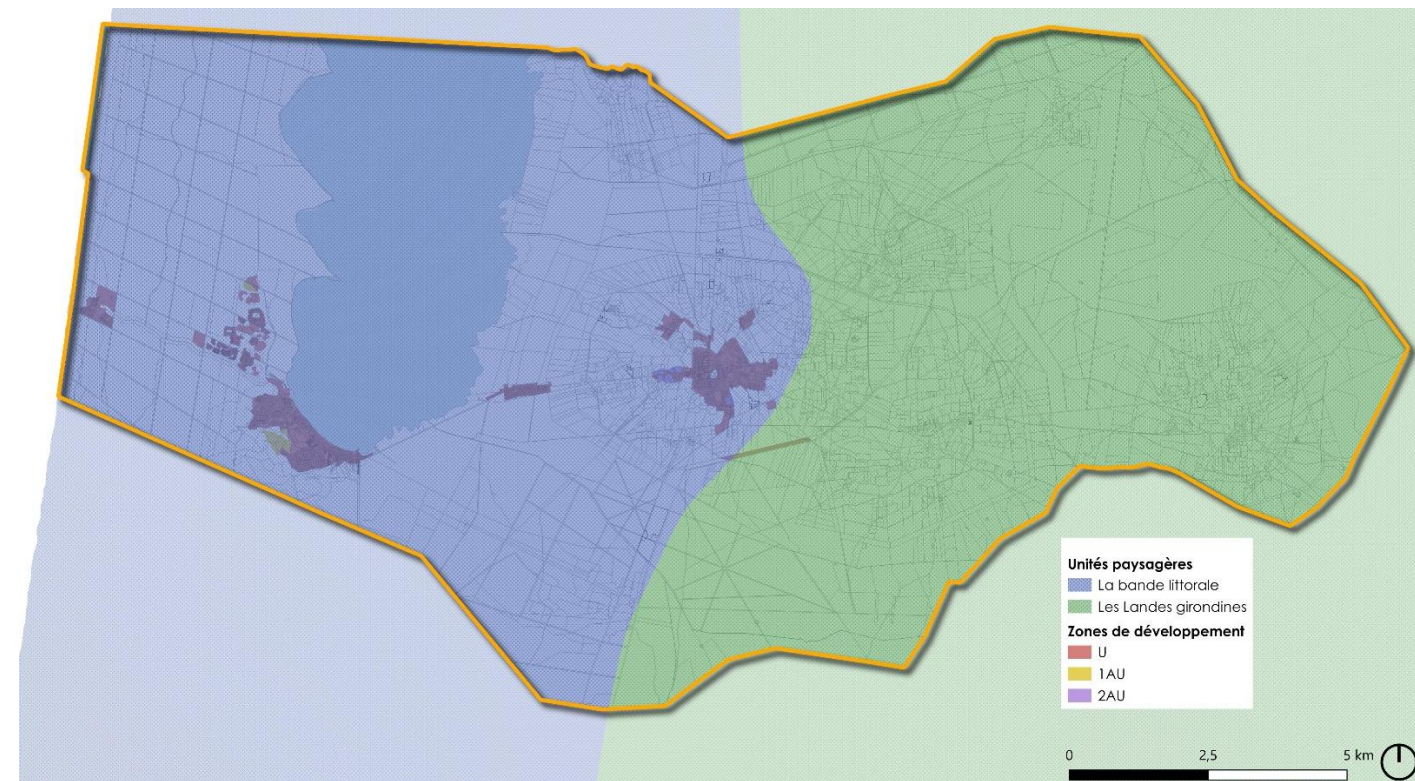 Unités paysagères
La bande littorale
Les Landes girondines
Zones de développement
U
1AU
2AU
0 2,5 5 km